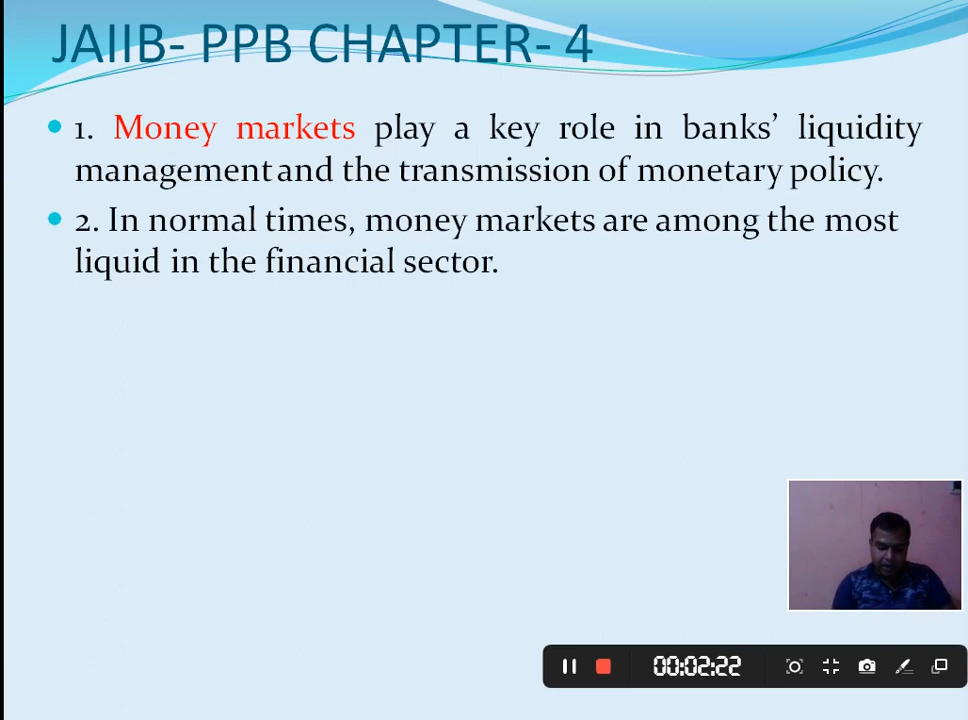 JAIIB- PPB CHAPTER- 4
• 1. Money markets play a key role in banks’ liquidity
management and the transmission of monetary policy.
• 2. In normal times, money markets are among the most
liquid in the financial sector.
00:02:22